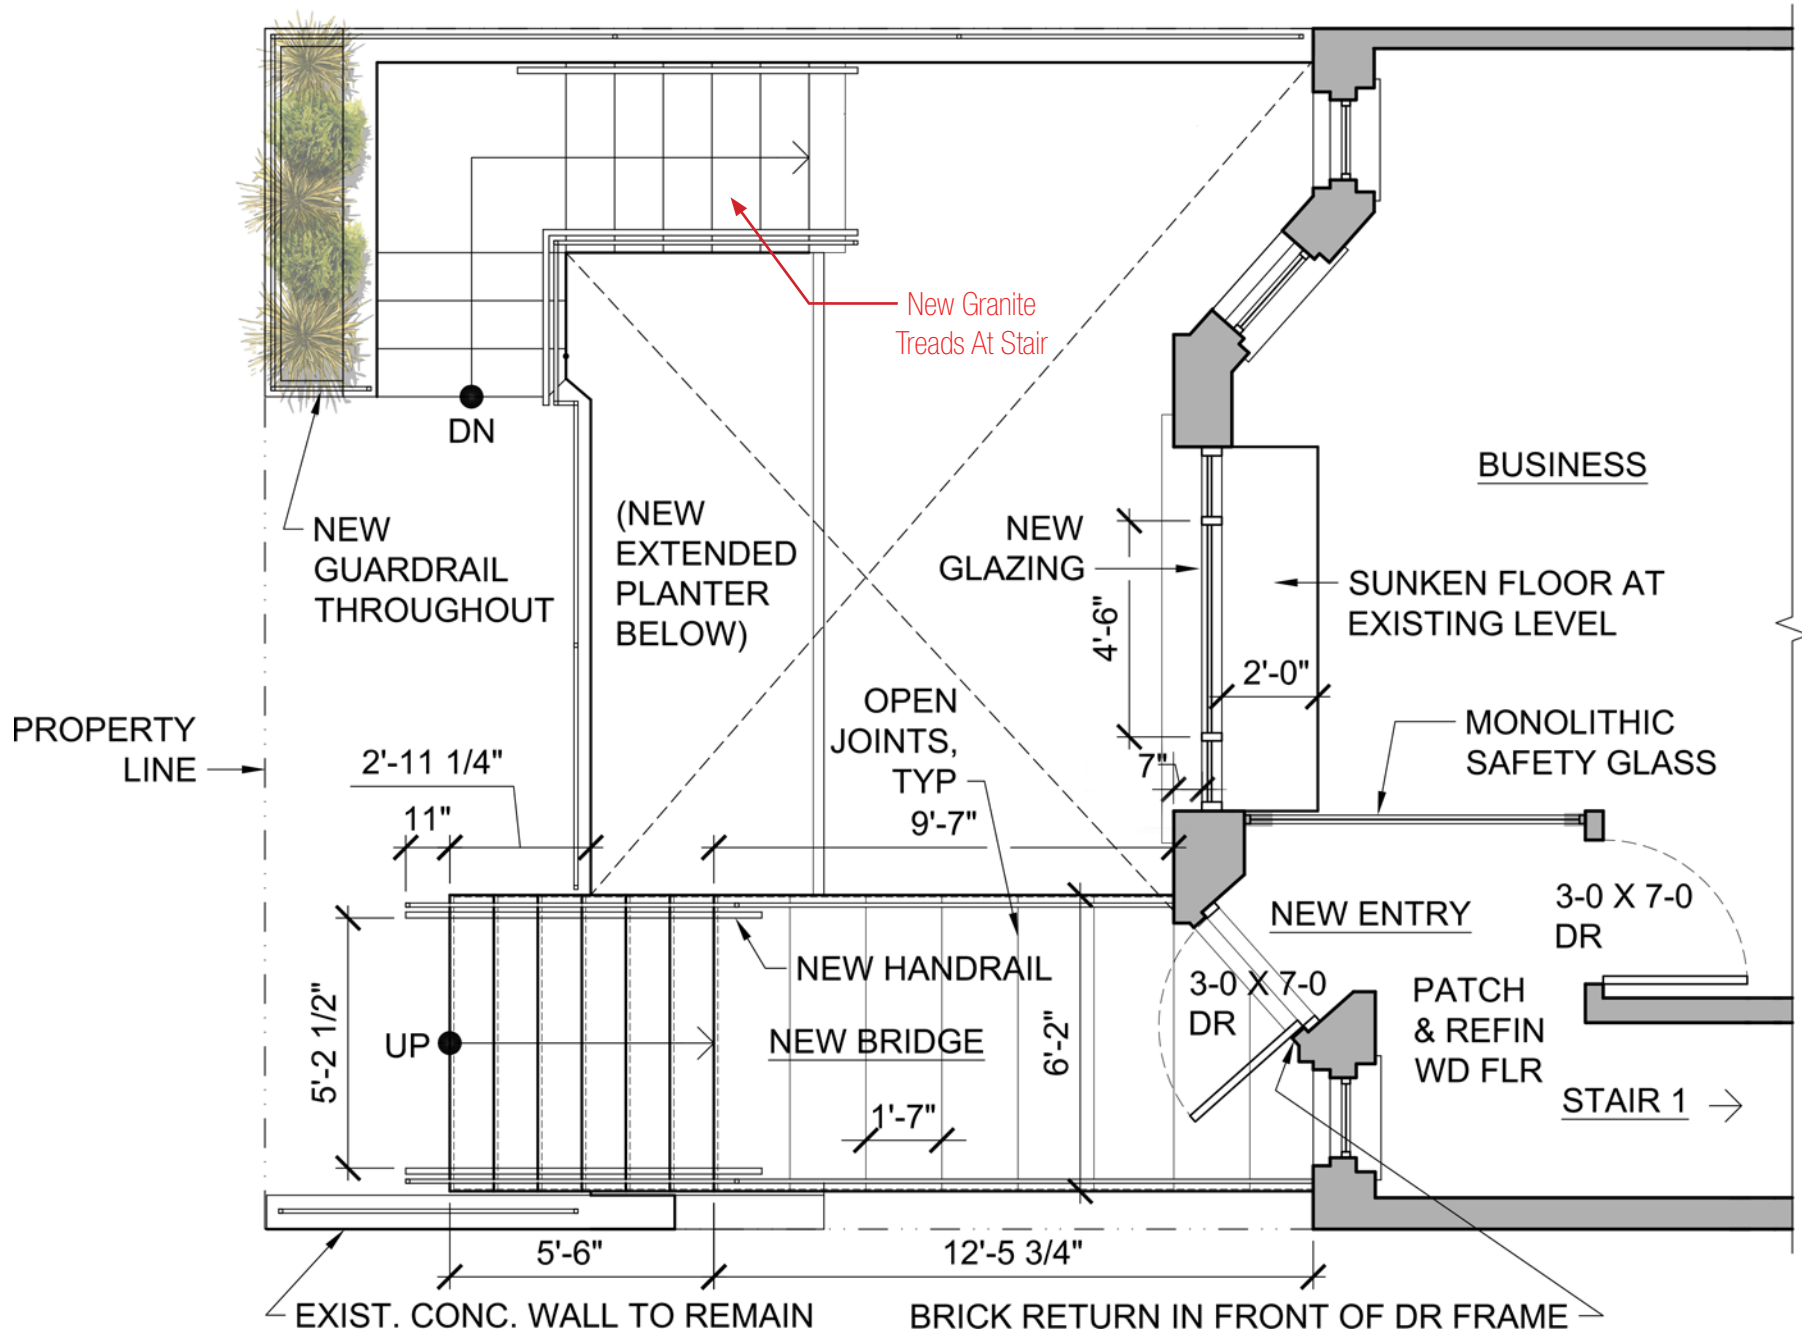 New Granite
Treads At Stair
DN
BUSINESS
NEW
GUARDRAIL
THROUGHOUT
(NEW
EXTENDED
PLANTER
BELOW)
NEW
GLAZING
4'-6"
SUNKEN FLOOR AT
EXISTING LEVEL
2'-0"
PROPERTY
LINE
OPEN
JOINTS,
TYP
MONOLITHIC
SAFETY GLASS
2'-11 1/4"
7"
11"
9'-7"
3-0 X 7-0
DR
NEW ENTRY
NEW HANDRAIL
3-0 X 7-0
DR
PATCH
& REFIN
WD FLR
5'-2 1/2"
UP
NEW BRIDGE
6'-2"
1'-7"
STAIR 1
5'-6"
12'-5 3/4"
EXIST. CONC. WALL TO REMAIN
BRICK RETURN IN FRONT OF DR FRAME